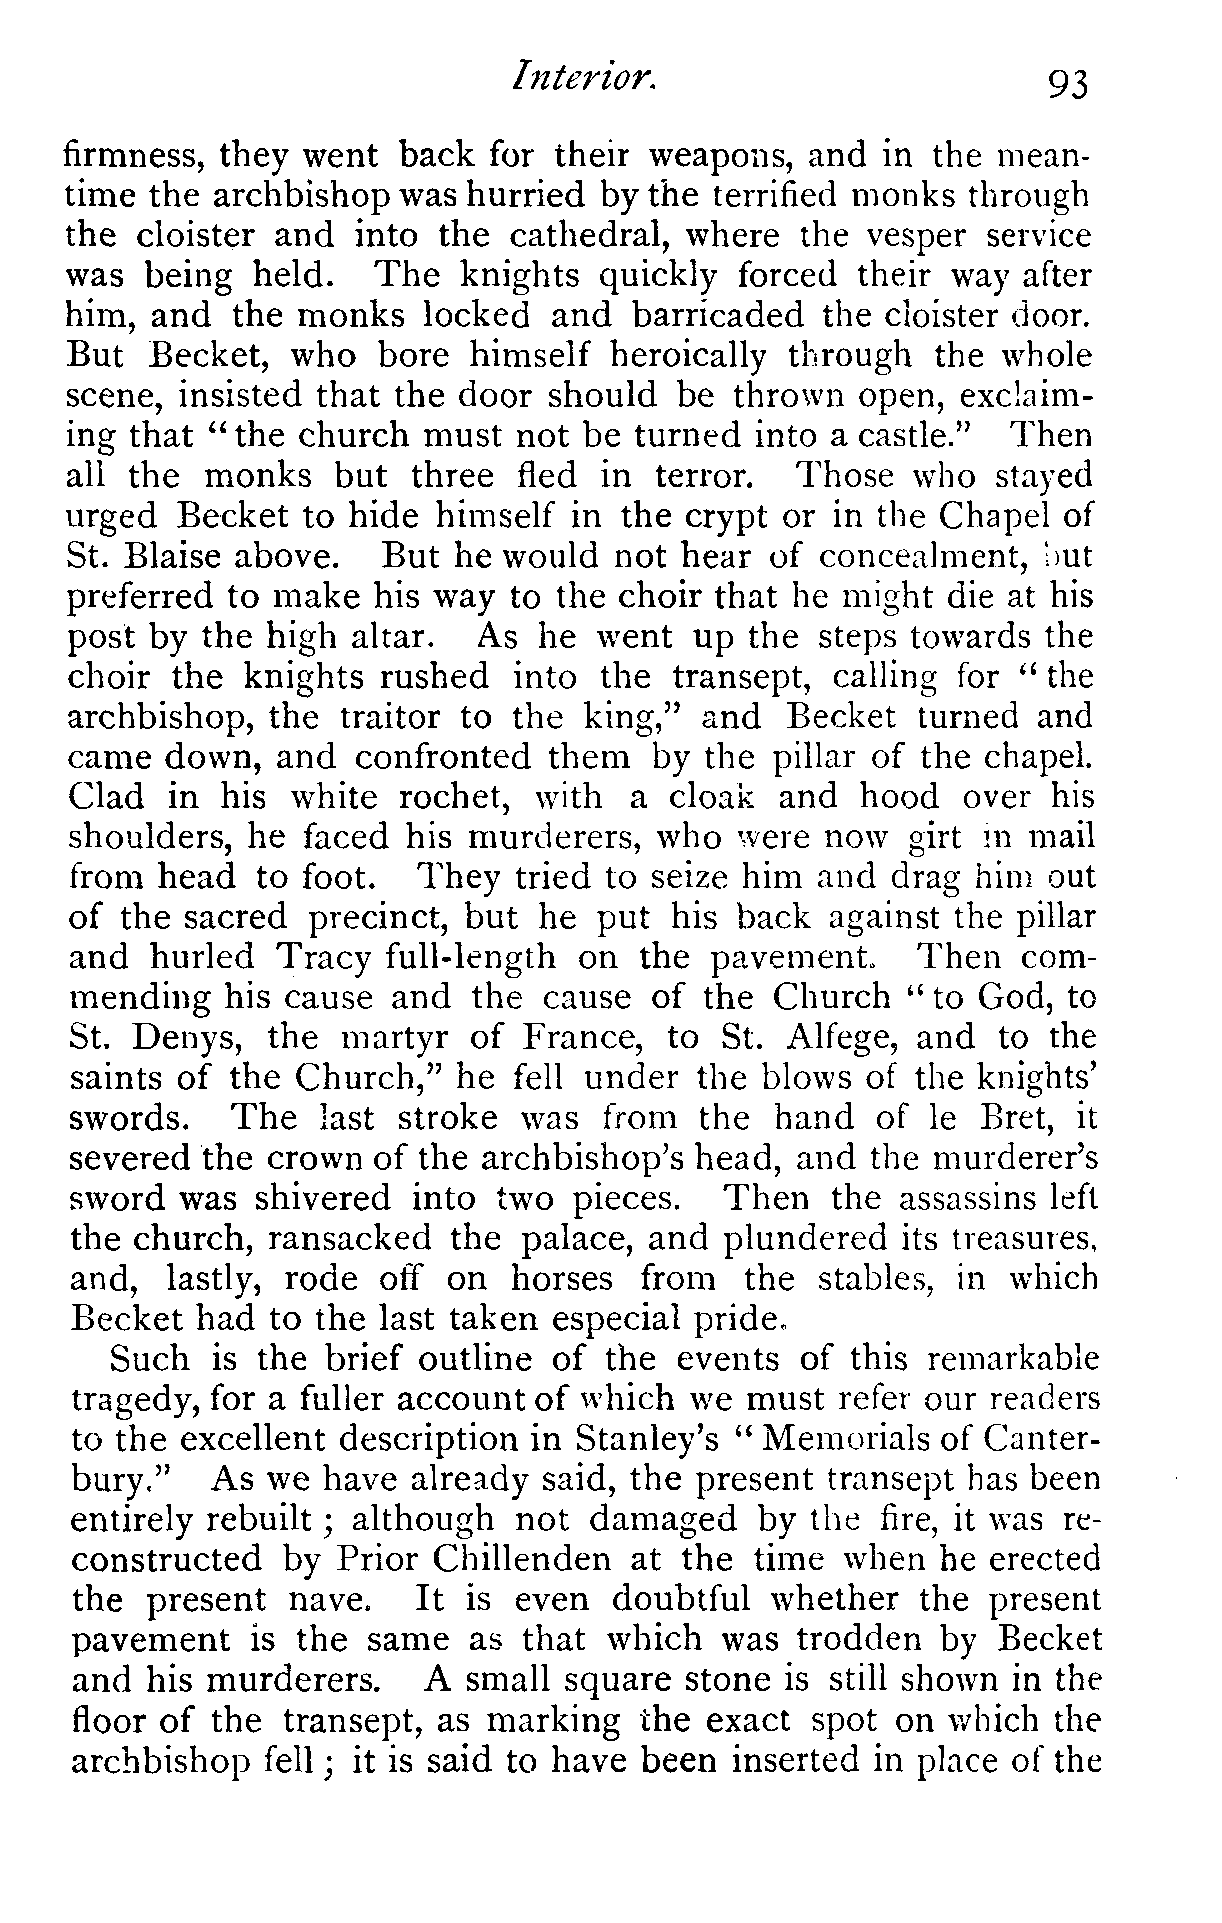 Interior. 93
firmness, they went back for their weapons, and in the mean-
time the archbishop was hurried by the terrified monks through
the cloister and into the cathedral, where the vesper service
was being held. The knights quickly forced their way after
him, and the monks locked and barricaded the cloister door.
But Becket, who bore himself heroically through the whole
scene, insisted that the door should be thrown open, exclaim-
ing that “the church must not be turned into a castle.” Then
all the monks but three fled in terror. Those who stayed
urged Becket to hide himself in the crypt or in the Chapel of
St. Blaise above. But he would not hear of concealment, but
preferred to make his way to the choir that he might die at his
post by the high altar. As he went up the steps towards the
choir the knights rushed into the transept, calling for “the
archbishop, the traitor to the king,” and Becket turned and
came down, and confronted them by the pillar of the chapel.
Clad in his white rochet, with a cloak and hood over his
shoulders, he faced his murderers, who were now girt in mail
from head to foot. They tried to seize him and drag him out
of the sacred precinct, but he put his back against the pillar
and hurled Tracy full-length on the pavement. Then com-
mending his cause and the cause of the Church “to God, to
St. Denys, the martyr of France, to St. Alfege, and to the
saints of the Church,” he fell under the blows of the knights’
swords. The last stroke was from the hand of le Bret, it
severed the crown of the archbishop’s head, and the murderer’s
sword was shivered into two pieces. Then the assassins left
the church, ransacked the palace, and plundered its treasures,
and, lastly, rode off on horses from the stables, in which
Becket had to the last taken especial pride.
Such is the brief outline of the events of this remarkable
tragedy, for a fuller account of which we must refer our readers
to the excellent description in Stanley’s “Memorials of Canter-
bury.” As we have already said, the present transept has been
entirely rebuilt; although not damaged by the fire, it was re-
constructed by Prior Chillenden at the time when he erected
the present nave. It is even doubtful whether the present
pavement is the same as that which was trodden by Becket
and his murderers. A small square stone is still shown in the
floor of the transept, as marking the exact spot on which the
archbishop fell; it is said to have been inserted in place of the